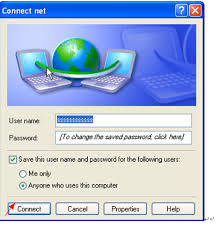 Connect net
User name:
Password: [To change the saved password, click here]
Save this user name and password for the following users:
Me only
Anyone who uses this computer
Connect Cancel Properties Help